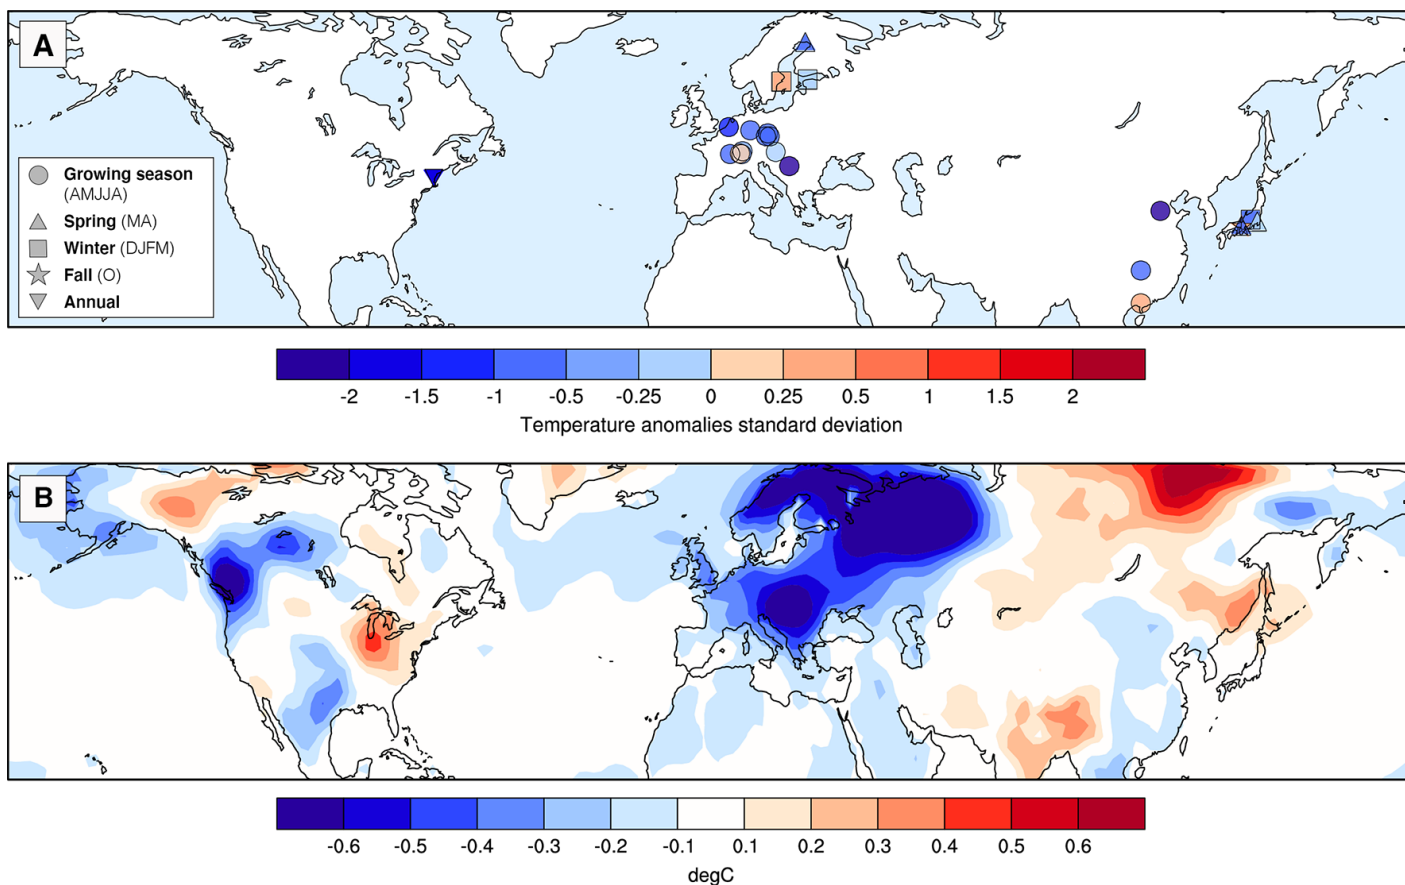 A
Growing season
(AMJJA)
Spring (MA)
Winter (DJFM)
Fall (O)
Annual
-2 -1.5 -1 -0.5 -0.25 0 0.25 0.5 1 1.5 2
Temperature anomalies standard deviation
B
-0.6 -0.5 -0.4 -0.3 -0.2 -0.1 0.1 0.2 0.3 0.4 0.5 0.6
degC